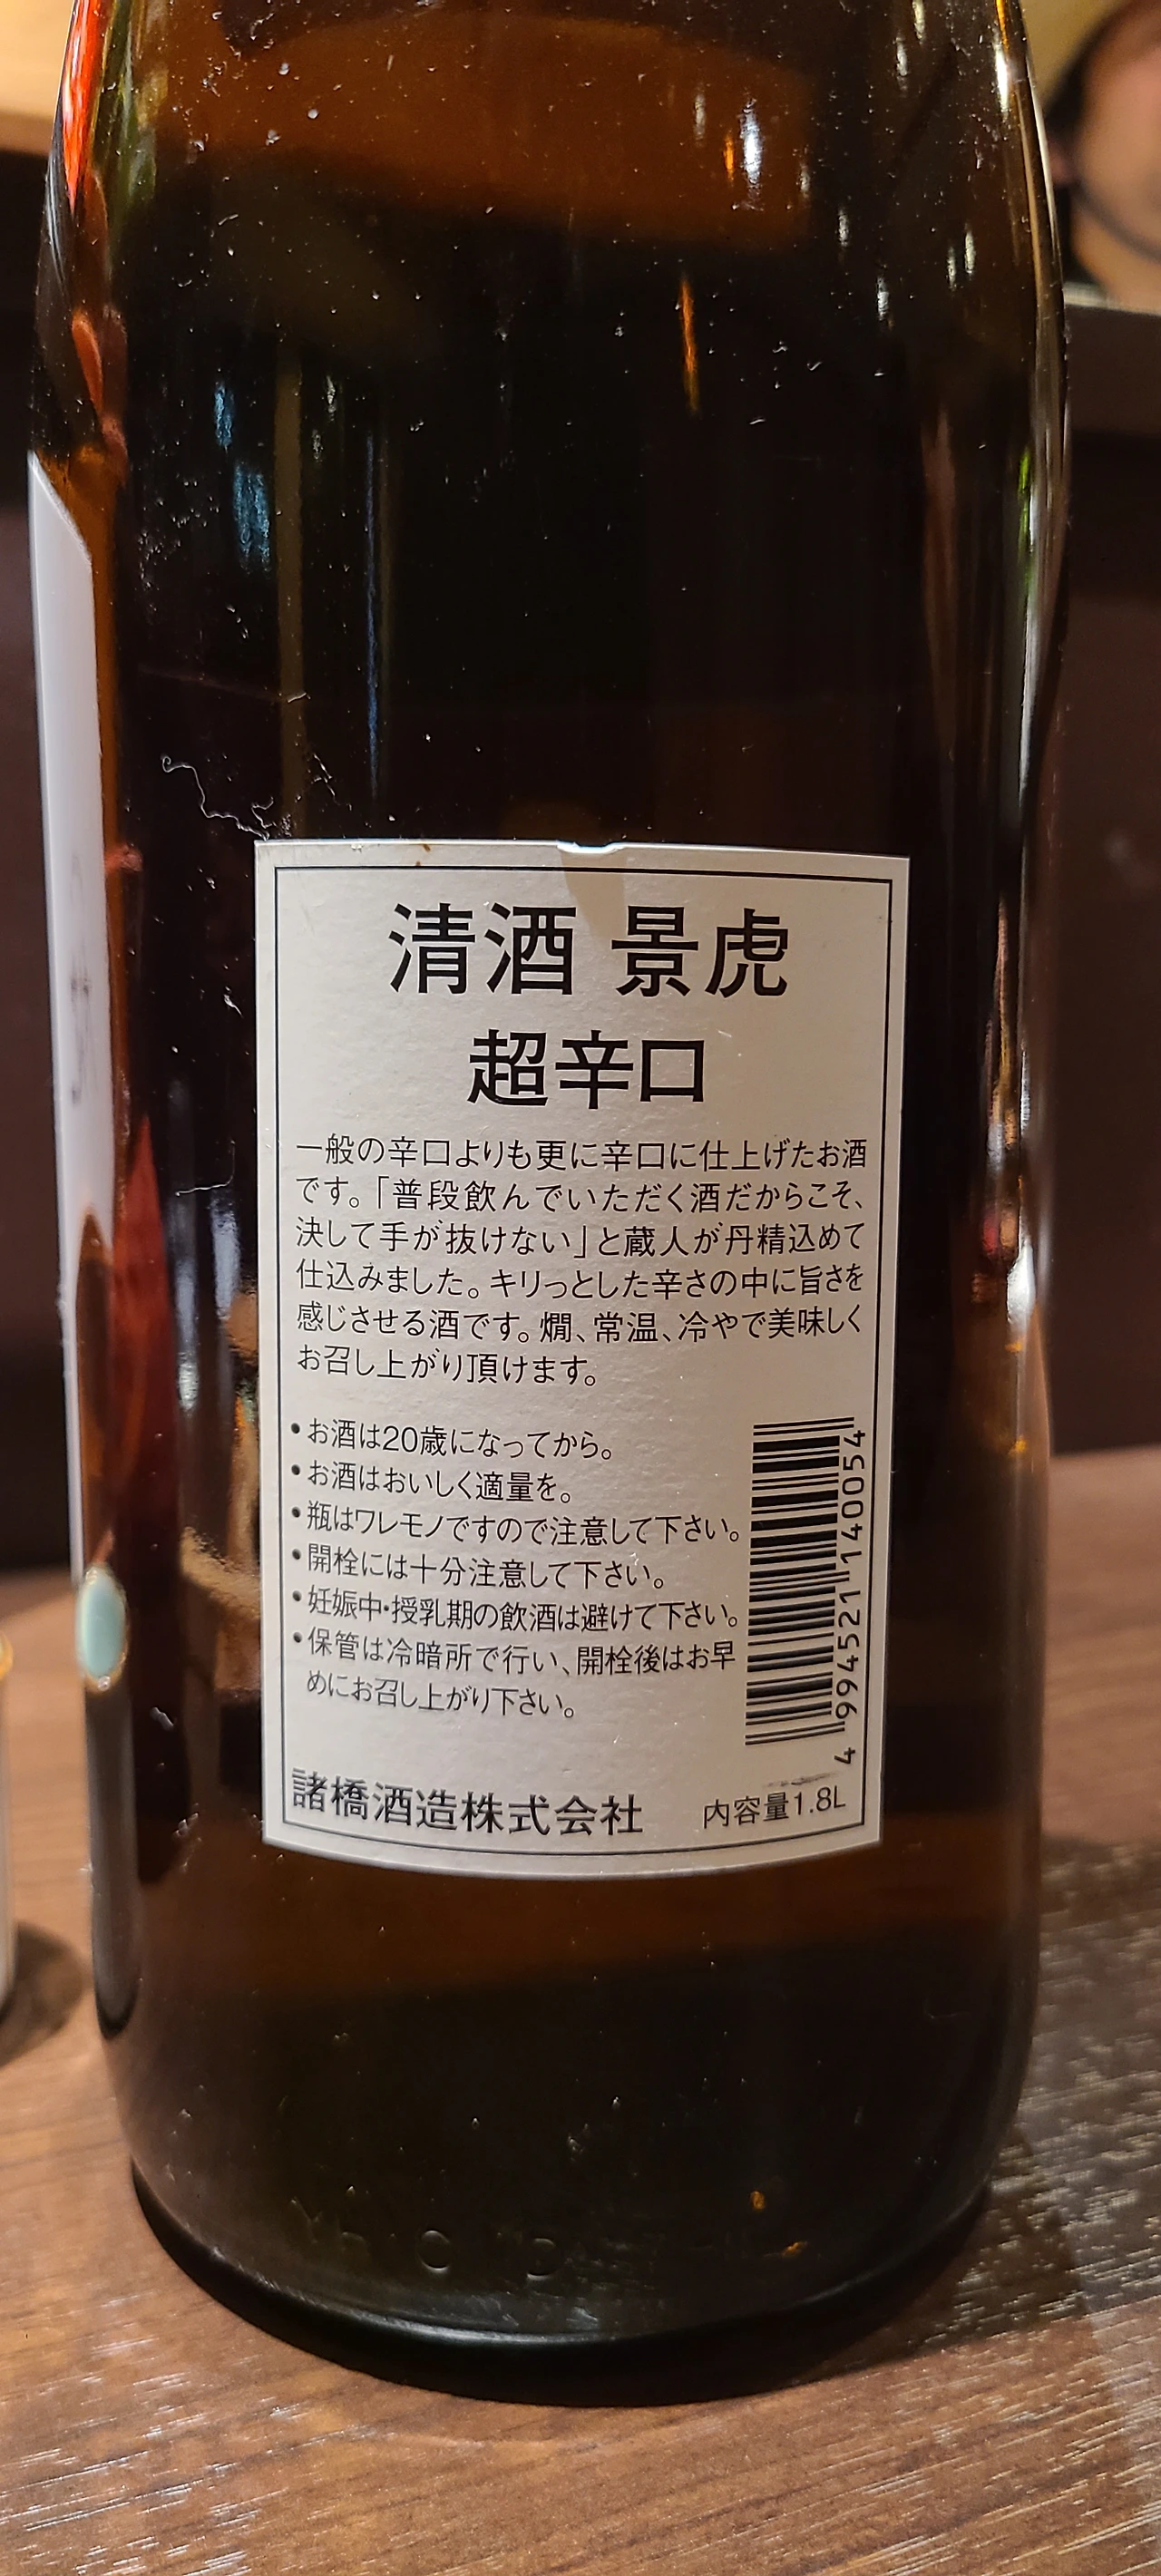 清酒 景虎
超辛口
一般の辛口よりも更に辛口に仕上げたお酒
です。「普段飲んでいただく酒だからこそ、
決して手が抜けない」と蔵人が丹精込めて
仕込みました。キリっとした辛さの中に旨さを
感じさせる酒です。燗、常温、冷やで美味しく
お召し上がり頂けます。
•お酒は20歳になってから。
•お酒はおいしく適量を。
•瓶はワレモノですので注意して下さい。
•開栓には十分注意して下さい。
•妊娠中・授乳期の飲酒は避けて下さい。
•保管は冷暗所で行い、開栓後はお早
めにお召し上がり下さい。
4 994521 140054
諸橋酒造株式会社 内容量1.8L